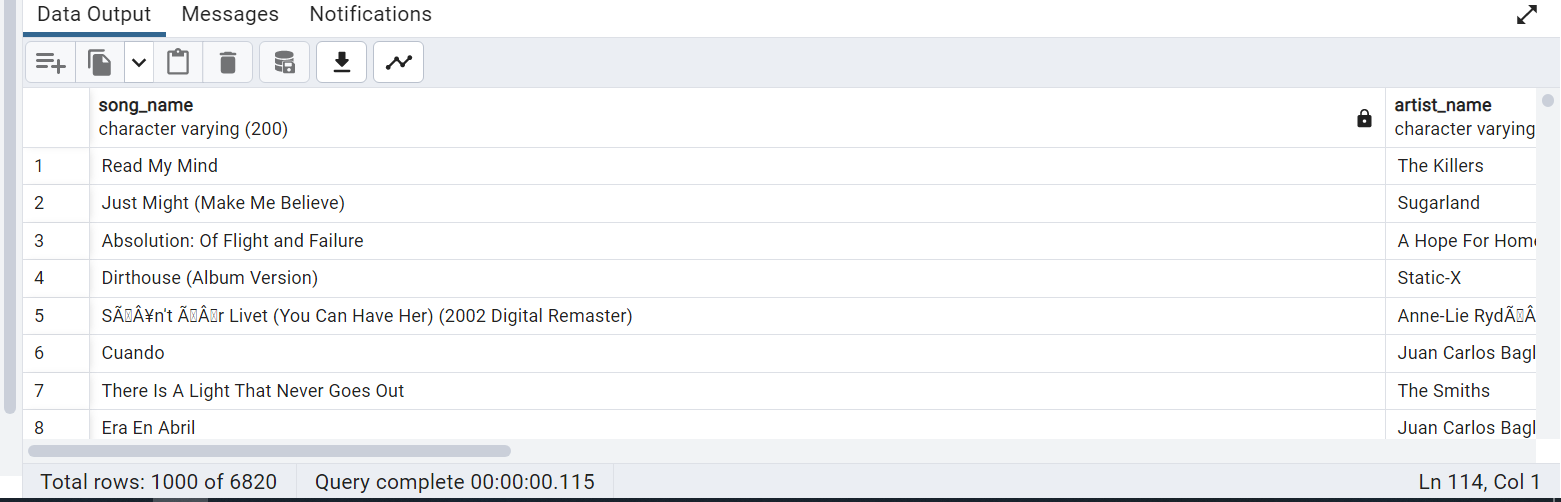 Data Output Messages Notifications
song_name artist_name
character varying (200) character varying
1 Read My Mind The Killers
2 Just Might (Make Me Believe) Sugarland
3 Absolution: Of Flight and Failure A Hope For Home
4 Dirthouse (Album Version) Static-X
5 SÃÂ¥n't ÃÂr Livet (You Can Have Her) (2002 Digital Remaster) Anne-Lie RydÃÂ
6 Cuando Juan Carlos Bagl
7 There Is A Light That Never Goes Out The Smiths
8 Era En Abril Juan Carlos Bagl
Total rows: 1000 of 6820 Query complete 00:00:00.115 Ln 114, Col 1